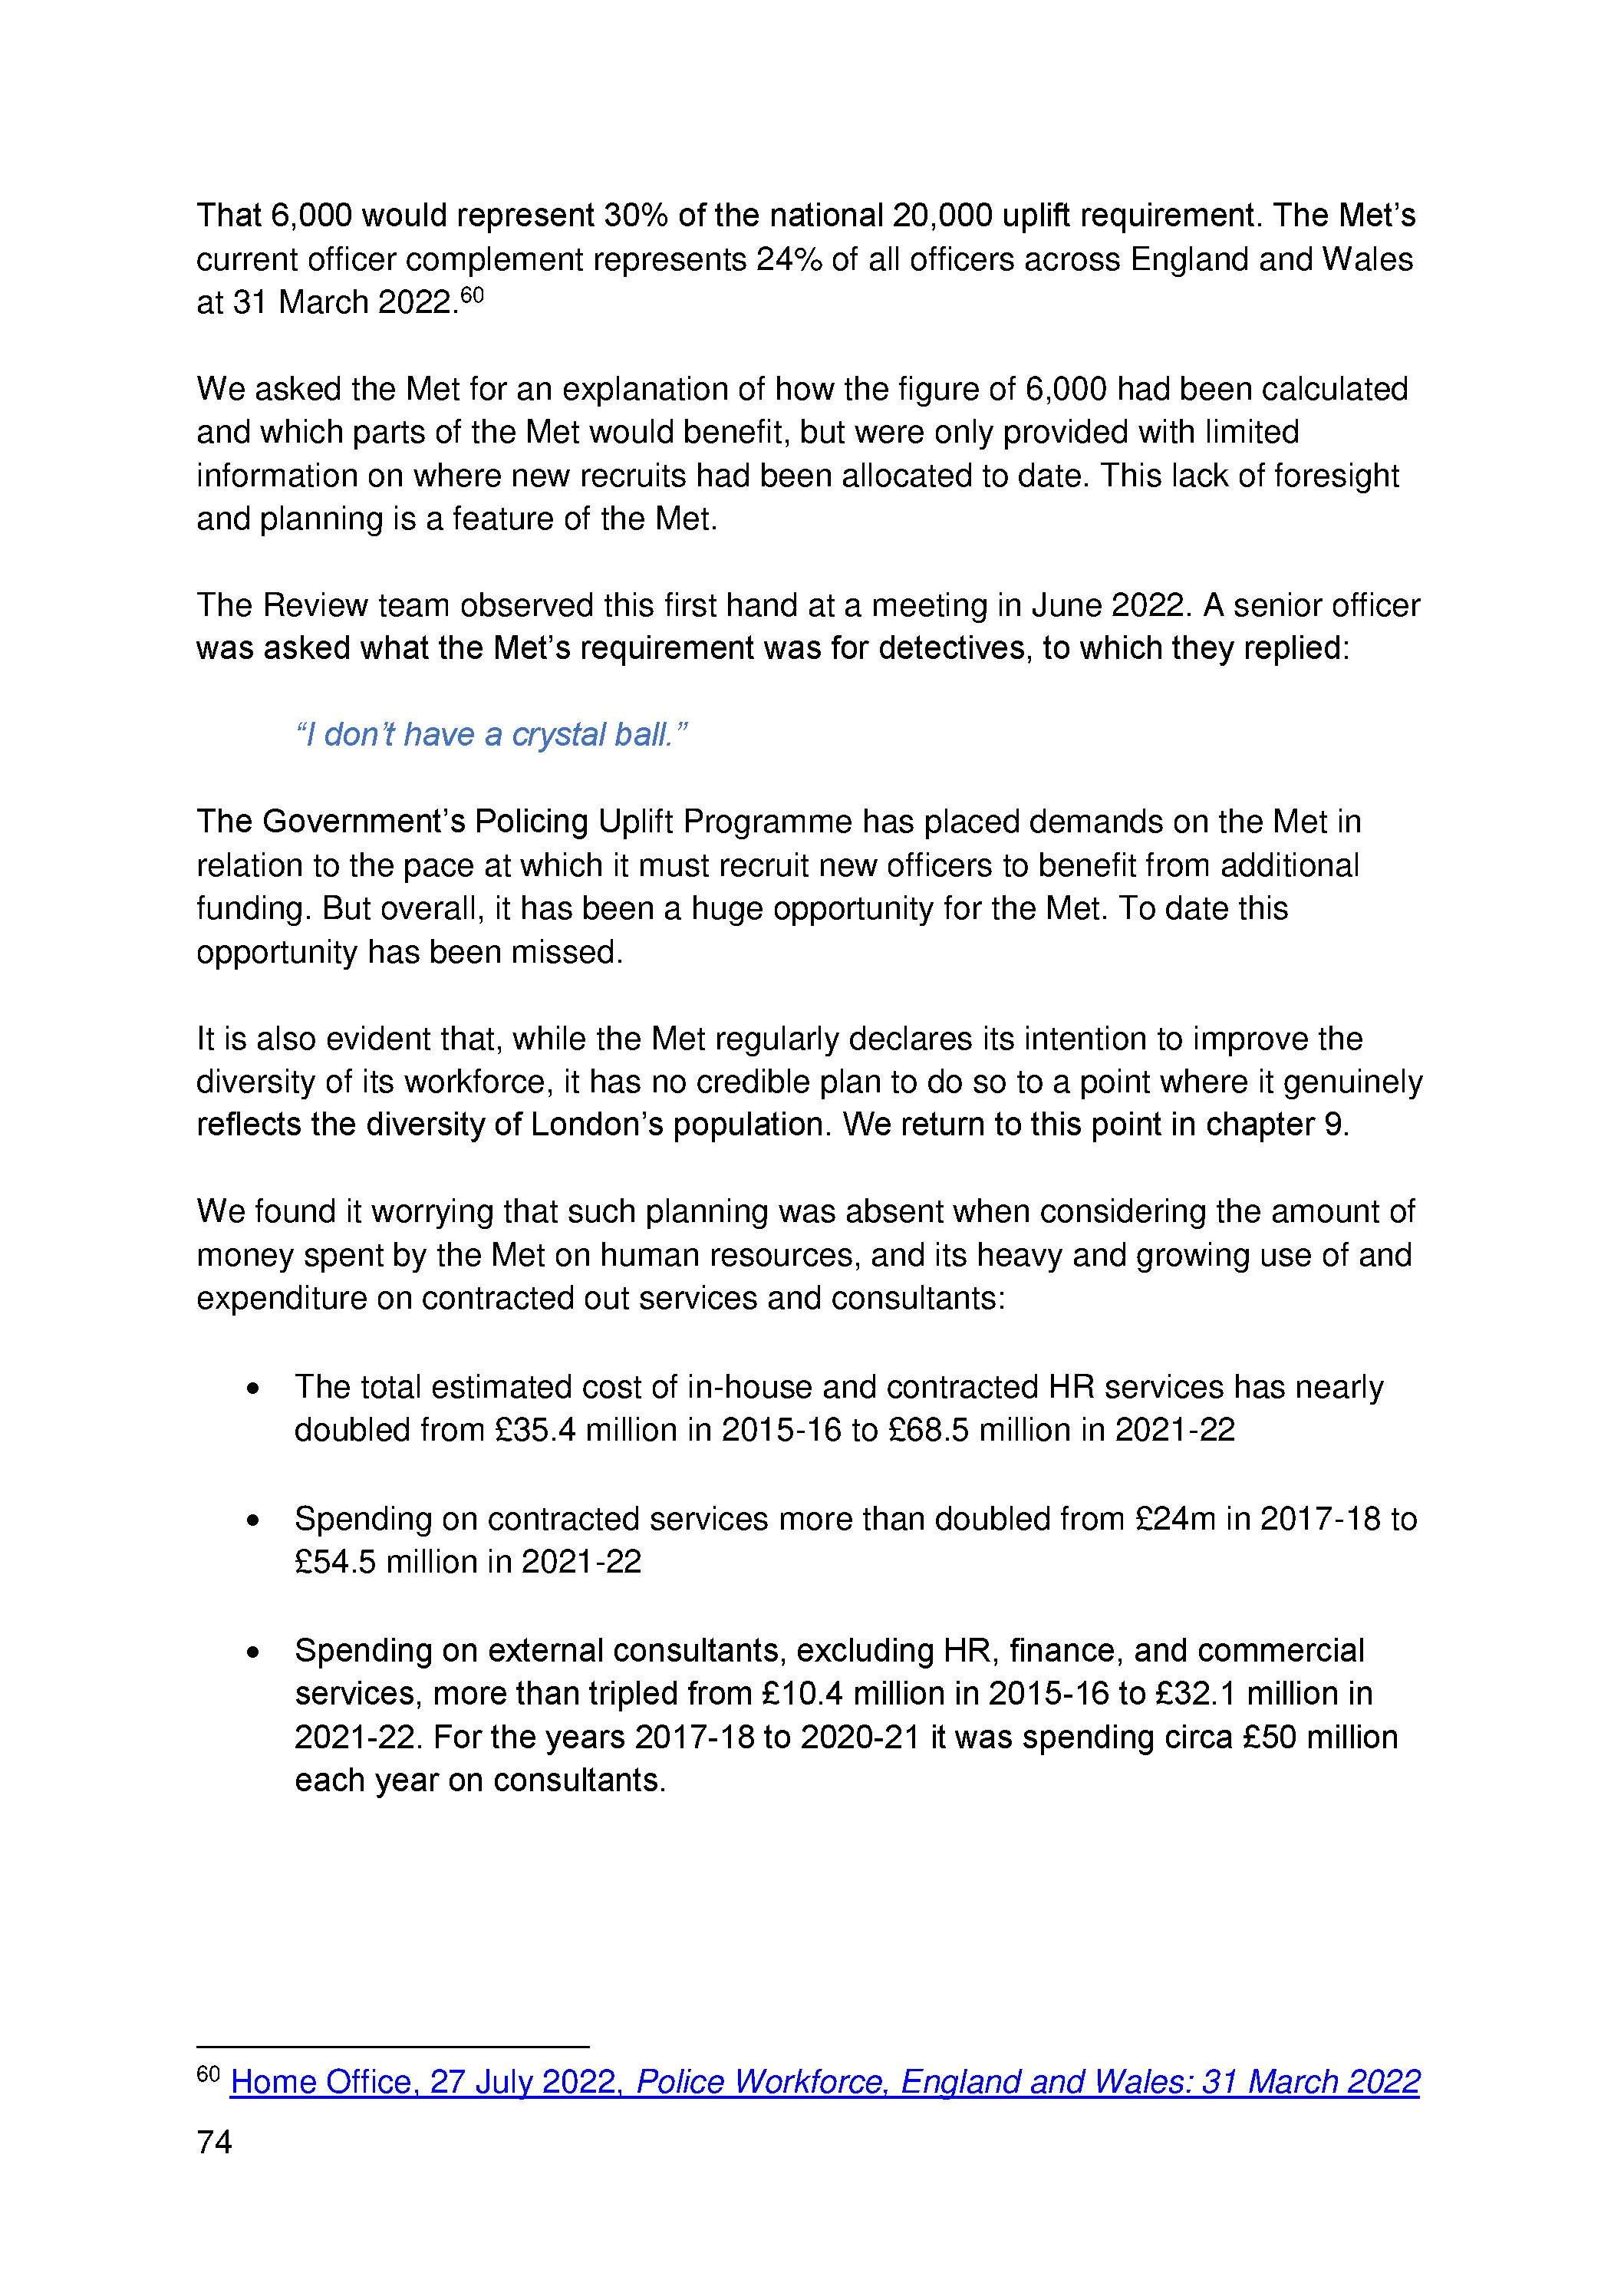 That 6,000 would represent 30% of the national 20,000 uplift requirement. The Met’s
current officer complement represents 24% of all officers across England and Wales
at 31 March 2022.60
We asked the Met for an explanation of how the figure of 6,000 had been calculated
and which parts of the Met would benefit, but were only provided with limited
information on where new recruits had been allocated to date. This lack of foresight
and planning is a feature of the Met.
The Review team observed this first hand at a meeting in June 2022. A senior officer
was asked what the Met’s requirement was for detectives, to which they replied:
“I don’t have a crystal ball.”
The Government’s Policing Uplift Programme has placed demands on the Met in
relation to the pace at which it must recruit new officers to benefit from additional
funding. But overall, it has been a huge opportunity for the Met. To date this
opportunity has been missed.
It is also evident that, while the Met regularly declares its intention to improve the
diversity of its workforce, it has no credible plan to do so to a point where it genuinely
reflects the diversity of London’s population. We return to this point in chapter 9.
We found it worrying that such planning was absent when considering the amount of
money spent by the Met on human resources, and its heavy and growing use of and
expenditure on contracted out services and consultants:
• The total estimated cost of in-house and contracted HR services has nearly
doubled from £35.4 million in 2015-16 to £68.5 million in 2021-22
• Spending on contracted services more than doubled from £24m in 2017-18 to
£54.5 million in 2021-22
• Spending on external consultants, excluding HR, finance, and commercial
services, more than tripled from £10.4 million in 2015-16 to £32.1 million in
2021-22. For the years 2017-18 to 2020-21 it was spending circa £50 million
each year on consultants.
60 Home Office, 27 July 2022, Police Workforce, England and Wales: 31 March 2022
74